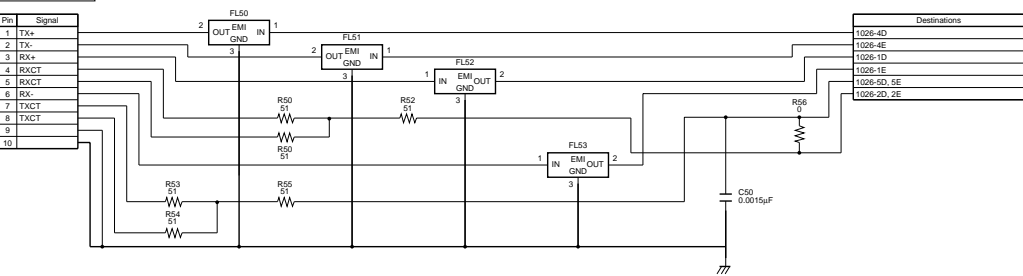 Pin Signal
1 TX+
2 TX-
3 RX+
4 RXCT
5 RXCT
6 RX-
7 TXCT
8 TXCT
9
10
FL50
2 OUT EMI IN 1
GND
3
FL51
2 OUT EMI IN 1
GND
3
FL52
1 IN EMI OUT 2
GND
3
FL53
1 IN EMI OUT 2
GND
3
R50
51
R50
51
R52
51
R53
51
R54
51
R55
51
R56
0
C50
0.0015µF
Destinations
1026-4D
1026-4E
1026-1D
1026-1E
1026-5D, 5E
1026-2D, 2E